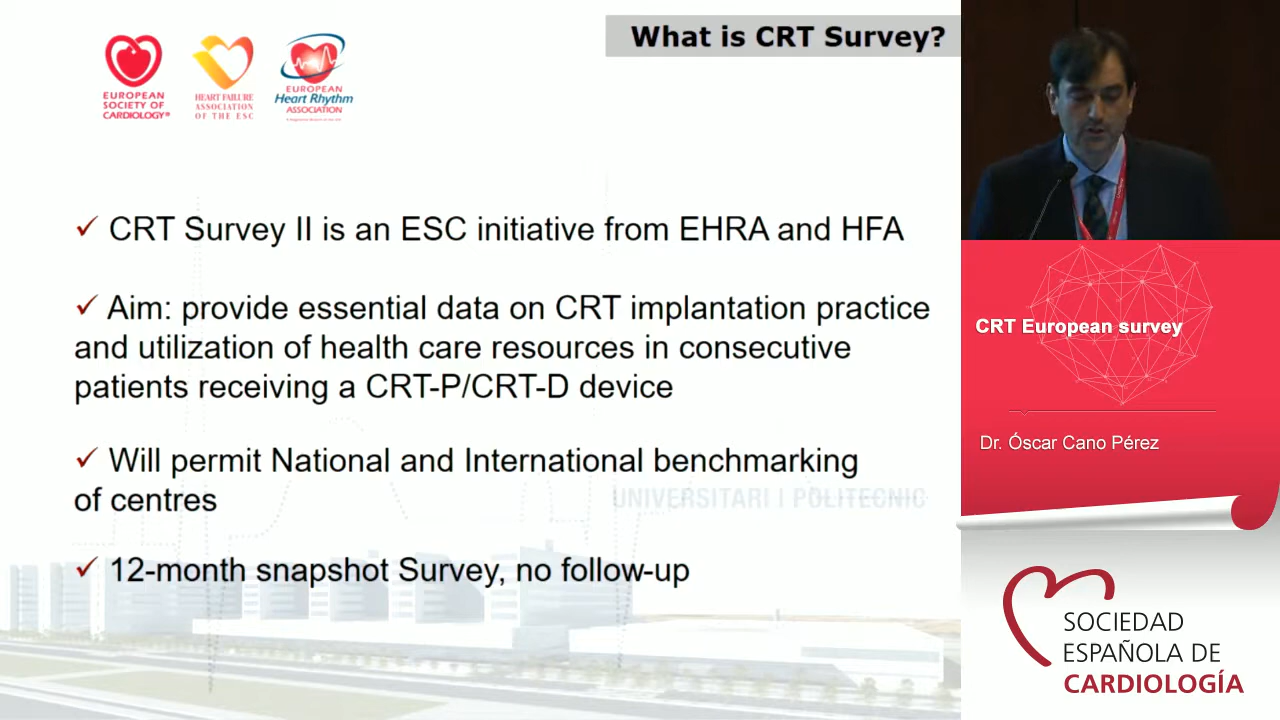 What is CRT Survey?
EUROPEAN
SOCIETY OF
CARDIOLOGY®
HEART FAILURE
ASSOCIATION
OF THE ESC
EUROPEAN
Heart Rhythm
ASSOCIATION
✓ CRT Survey II is an ESC initiative from EHRA and HFA
✓ Aim: provide essential data on CRT implantation practice
and utilization of health care resources in consecutive
patients receiving a CRT-P/CRT-D device
✓ Will permit National and International benchmarking
of centres
UNIVERSITARI I POLITECNIC
✓ 12-month snapshot Survey, no follow-up
CRT European survey
Dr. Óscar Cano Pérez
SOCIEDAD
ESPAÑOLA DE
CARDIOLOGÍA